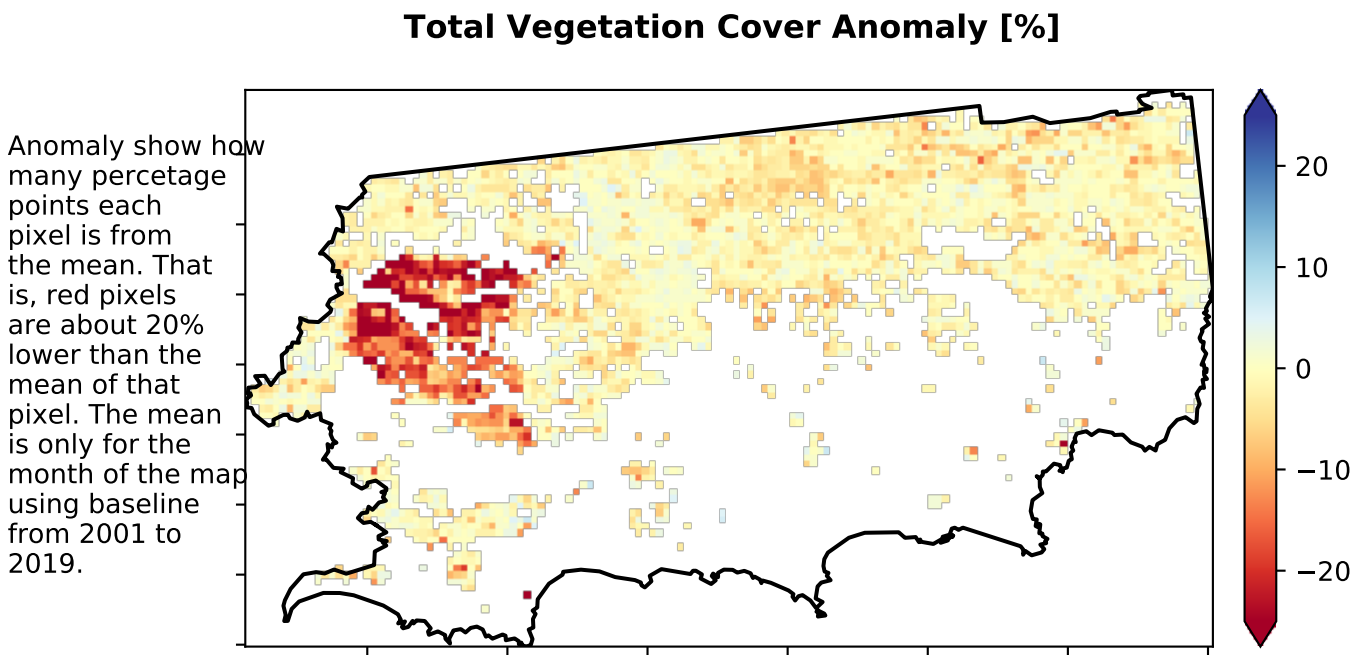 Total Vegetation Cover Anomaly [%]
Anomaly show how
many percetage
points each
pixel is from
the mean. That
is, red pixels
are about 20%
lower than the
mean of that
pixel. The mean
is only for the
month of the map
using baseline
from 2001 to
2019.
20
10
0
−10
−20